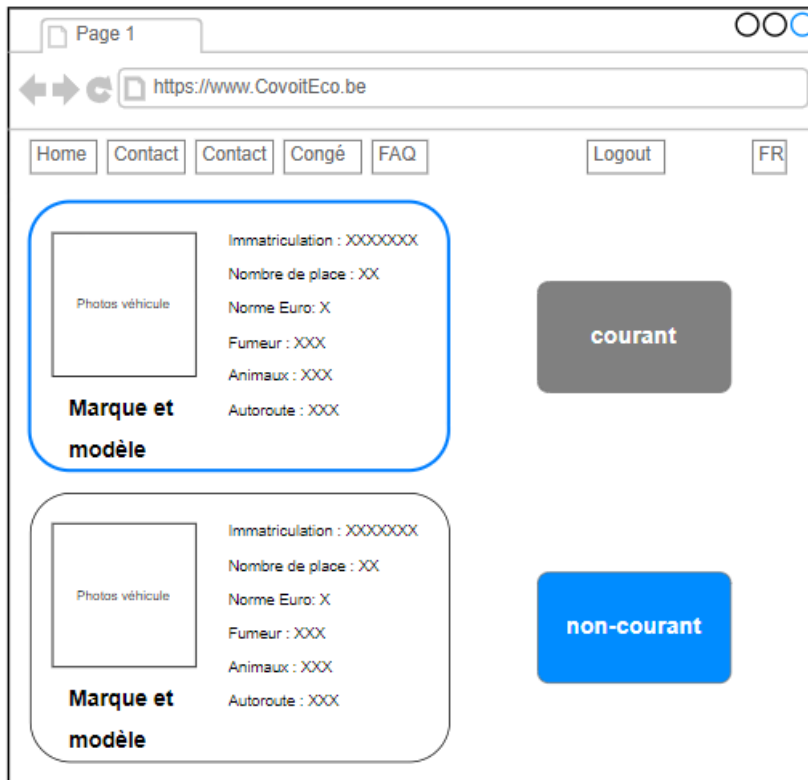 Page 1
https://www.CovoitEco.be
Home Contact Contact Congé FAQ Logout FR
Immatriculation : XXXXXXX
Nombre de place : XX
Photos véhicule
Norme Euro: X
Fumeur : XXX
Animaux : XXX
Autoroute : XXX
Marque et
modèle
courant
Immatriculation : XXXXXXX
Nombre de place : XX
Photos véhicule
Norme Euro: X
Fumeur : XXX
Animaux : XXX
Autoroute : XXX
Marque et
modèle
non-courant